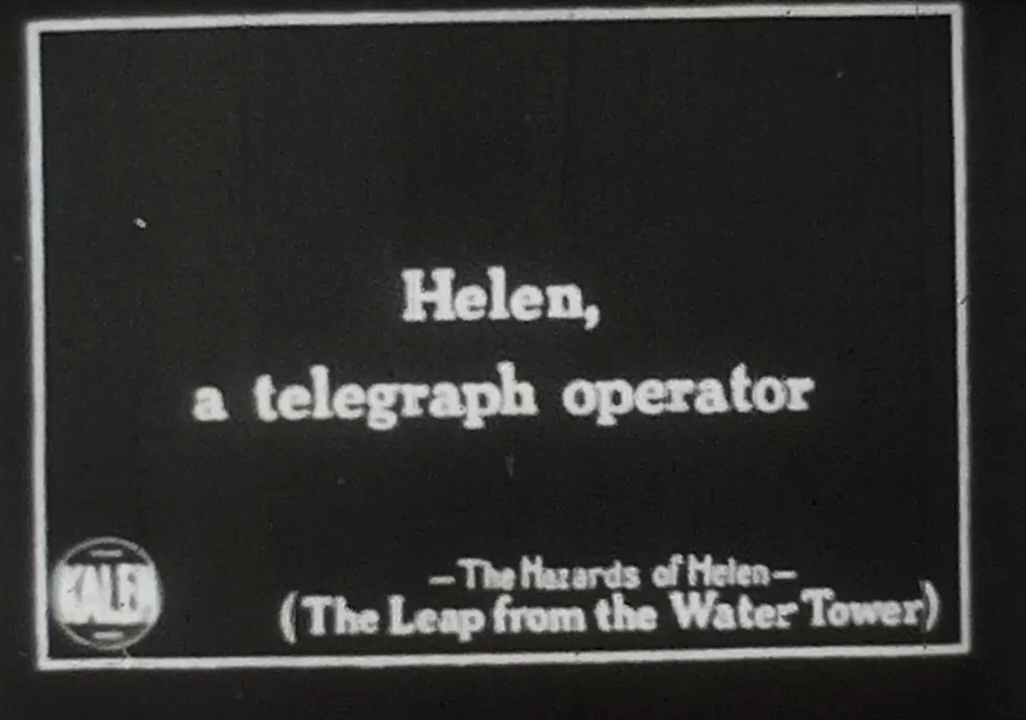 Helen,
a telegraph operator
KALEM
—The Hazards of Helen—
(The Leap from the Water Tower)